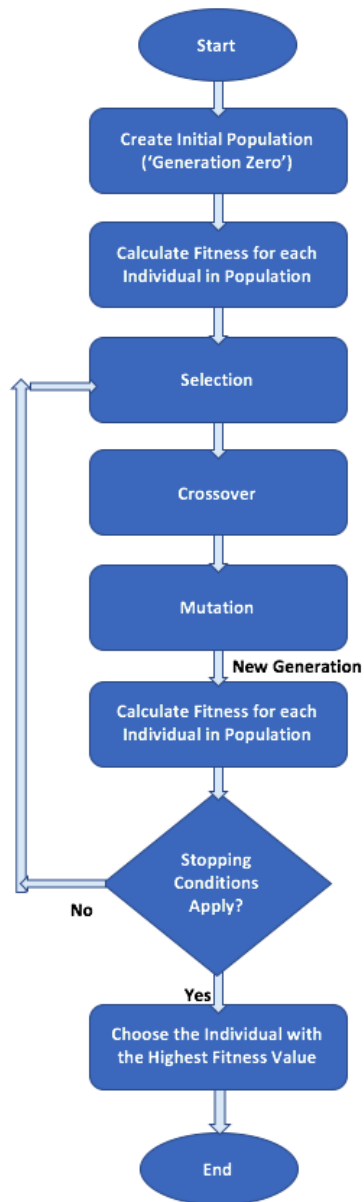 Start
Create Initial Population
(‘Generation Zero’)
Calculate Fitness for each
Individual in Population
Selection
Crossover
Mutation
New Generation
Calculate Fitness for each
Individual in Population
Stopping
Conditions
Apply?
No
Yes
Choose the Individual with
the Highest Fitness Value
End